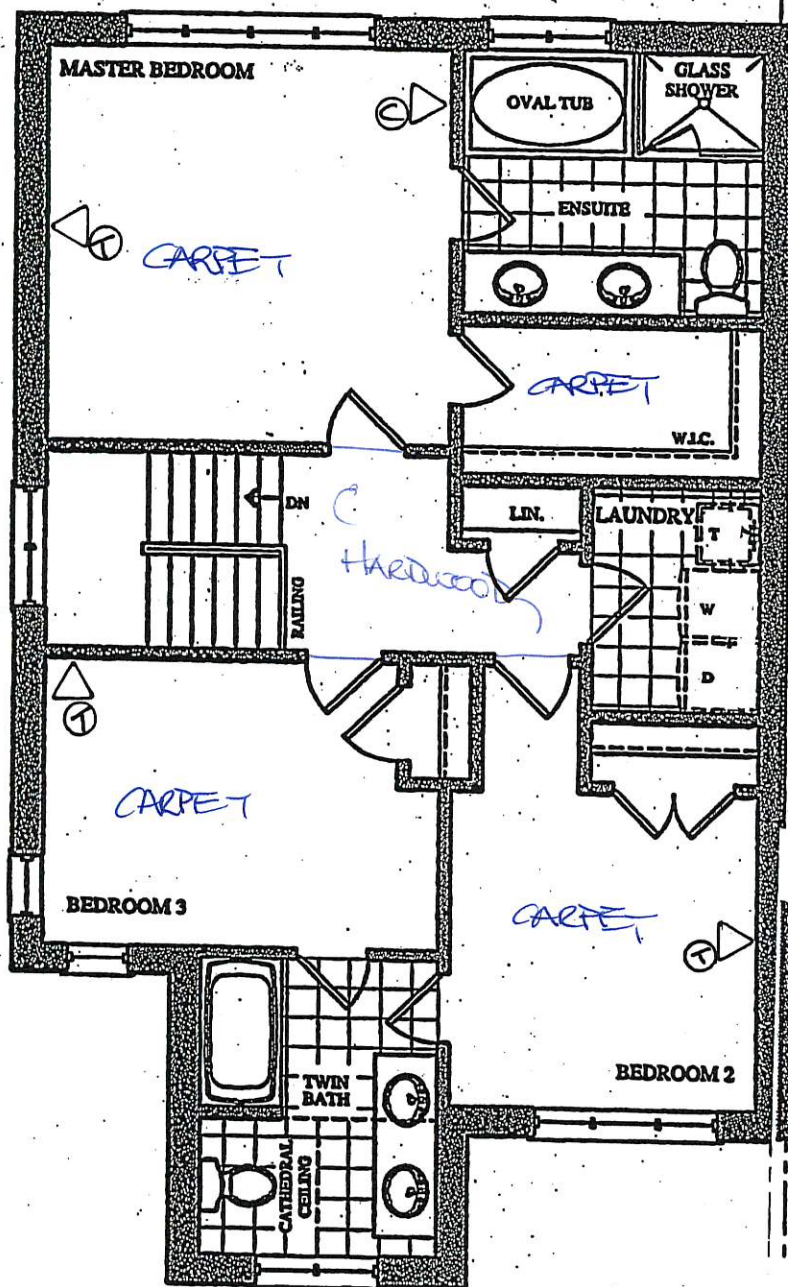 MASTER BEDROOM
C
OVAL TUB
GLASS
SHOWER
ENSUITE
T
CARPET
CARPET
W.I.C.
DN
C
HARDWOOD
RAILING
LIN.
LAUNDRY
T
W
D
T
CARPET
BEDROOM 3
CARPET
T
BEDROOM 2
TWIN
BATH
CATHEDRAL
CEILING